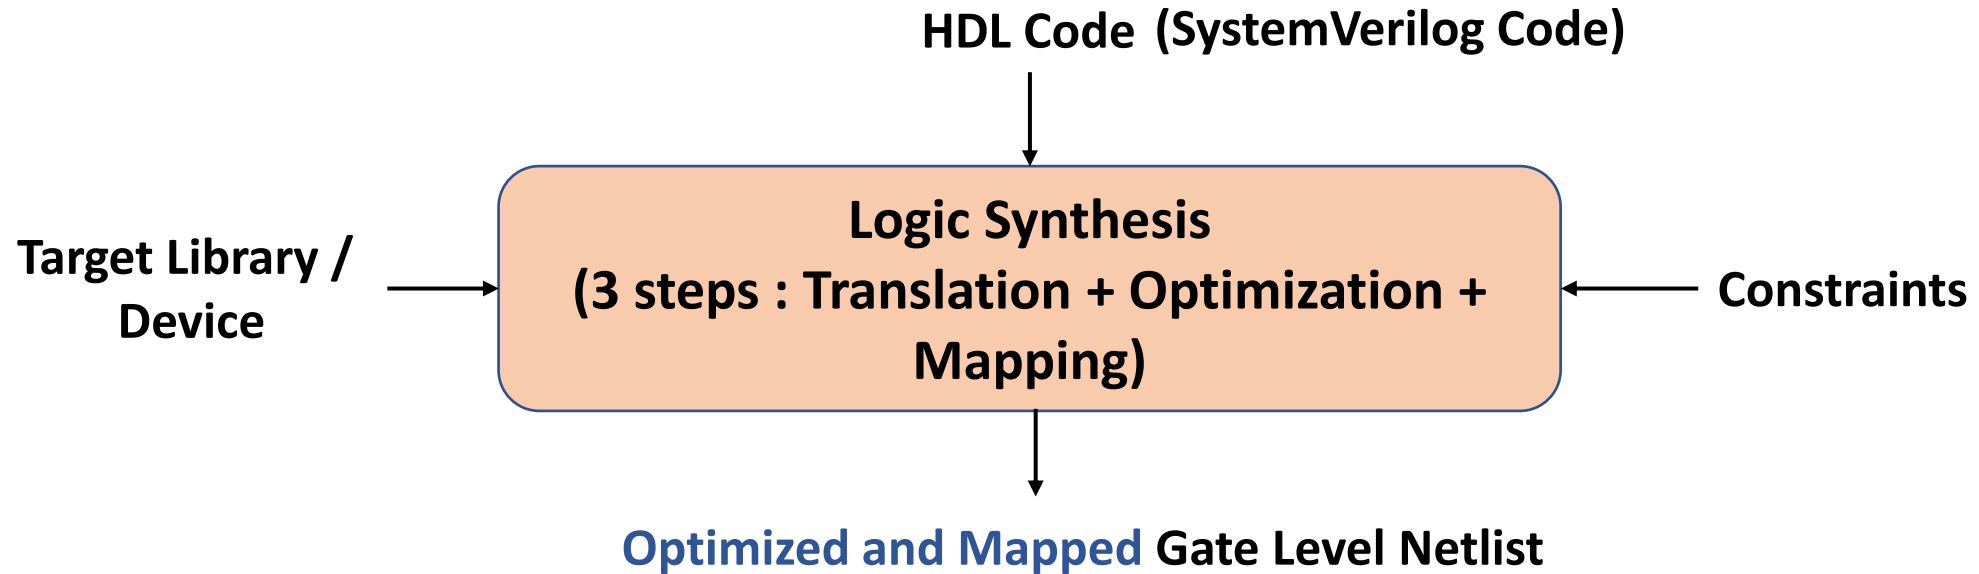 HDL Code (SystemVerilog Code)
Target Library /
Device
Logic Synthesis
(3 steps : Translation + Optimization +
Mapping)
Constraints
Optimized and Mapped Gate Level Netlist